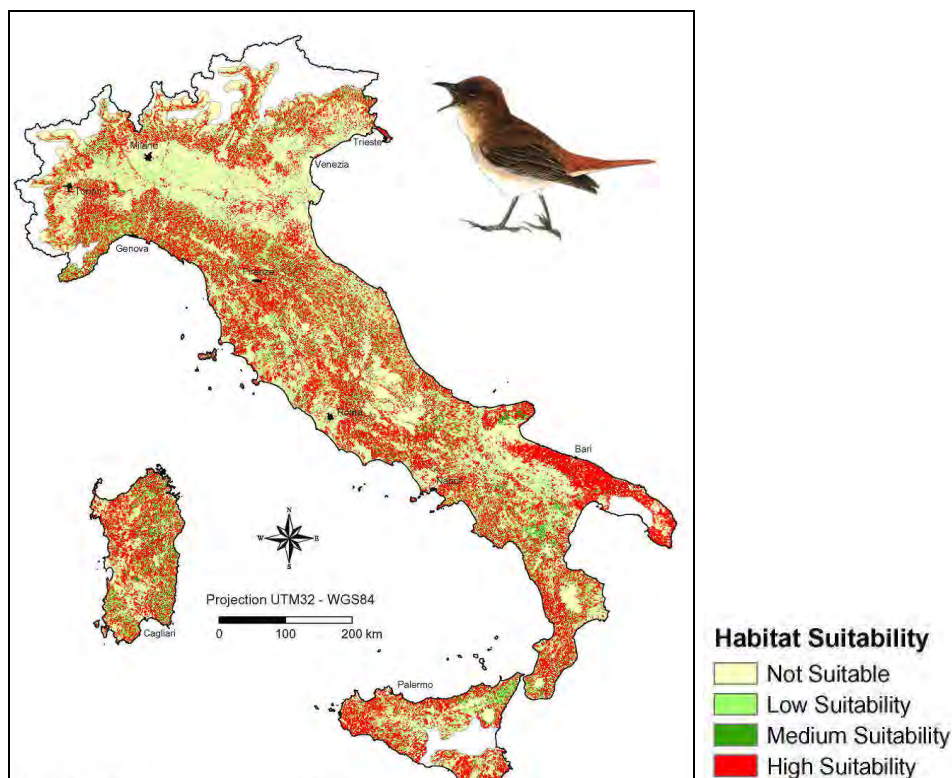 Milano
Trieste
Venezia
Torino
Genova
Firenze
Roma
Bari
Napoli
N
W E
S
Projection UTM32 - WGS84
0 100 200 km
Cagliari
Palermo
Habitat Suitability
Not Suitable
Low Suitability
Medium Suitability
High Suitability